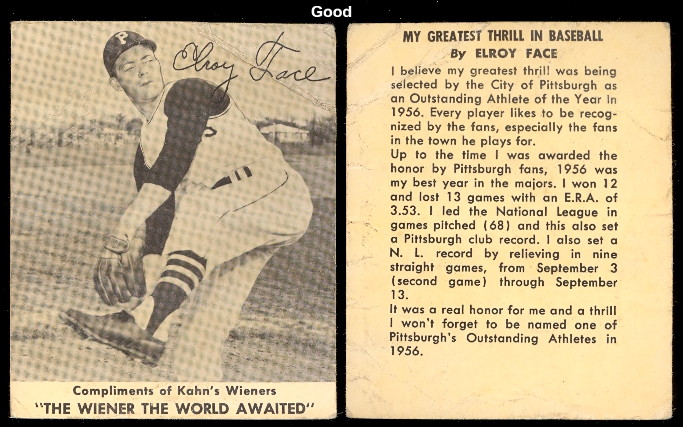 Good
P
Elroy Face
Compliments of Kahn's Wieners
"THE WIENER THE WORLD AWAITED"
MY GREATEST THRILL IN BASEBALL
By ELROY FACE
I believe my greatest thrill was being
selected by the City of Pittsburgh as
an Outstanding Athlete of the Year In
1956. Every player likes to be recog-
nized by the fans, especially the fans
in the town he plays for.
Up to the time I was awarded the
honor by Pittsburgh fans, 1956 was
my best year in the majors. I won 12
and lost 13 games with an E.R.A. of
3.53. I led the National League in
games pitched (68) and this also set
a Pittsburgh club record. I also set a
N. L. record by relieving in nine
straight games, from September 3
(second game) through September
13.
It was a real honor for me and a thrill
I won't forget to be named one of
Pittsburgh's Outstanding Athletes in
1956.